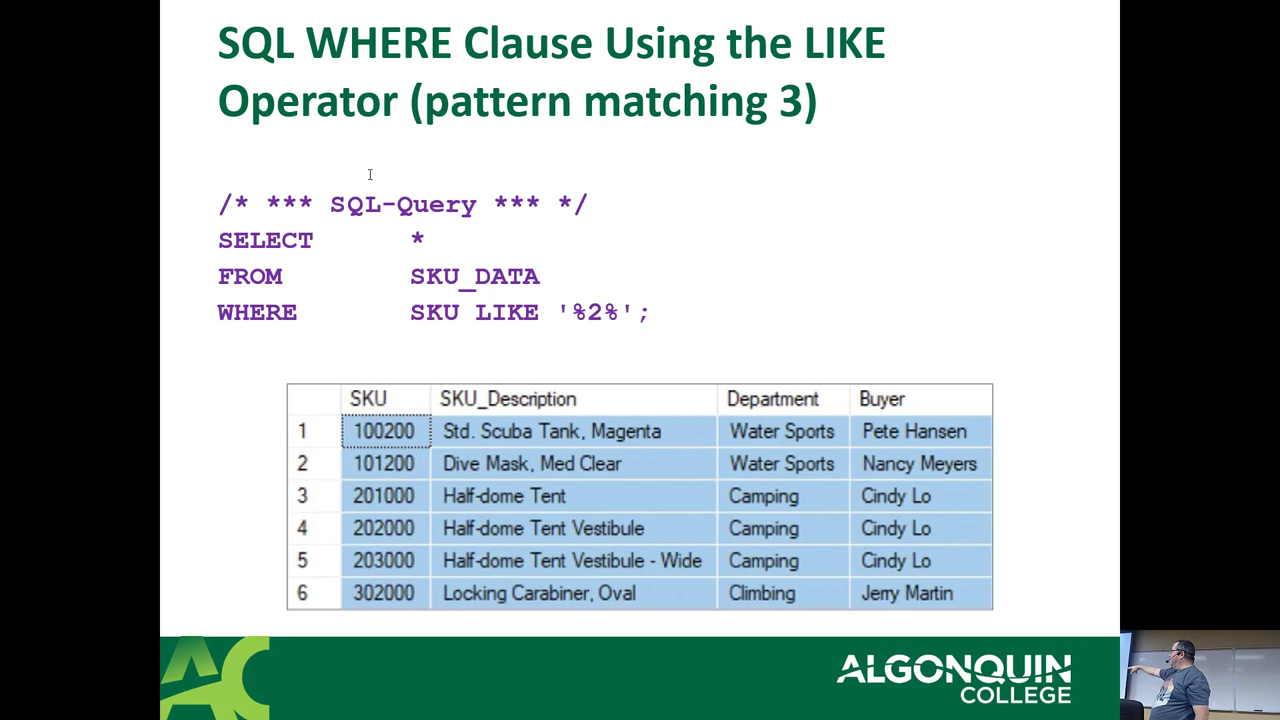 SQL WHERE Clause Using the LIKE
Operator (pattern matching 3)
/* *** SQL-Query *** */
SELECT *
FROM SKU_DATA
WHERE SKU LIKE '%2%';
SKU SKU_Description Department Buyer
1 100200 Std. Scuba Tank, Magenta Water Sports Pete Hansen
2 101200 Dive Mask, Med Clear Water Sports Nancy Meyers
3 201000 Half-dome Tent Camping Cindy Lo
4 202000 Half-dome Tent Vestibule Camping Cindy Lo
5 203000 Half-dome Tent Vestibule - Wide Camping Cindy Lo
6 302000 Locking Carabiner, Oval Climbing Jerry Martin
AC
ALGONQUIN
COLLEGE